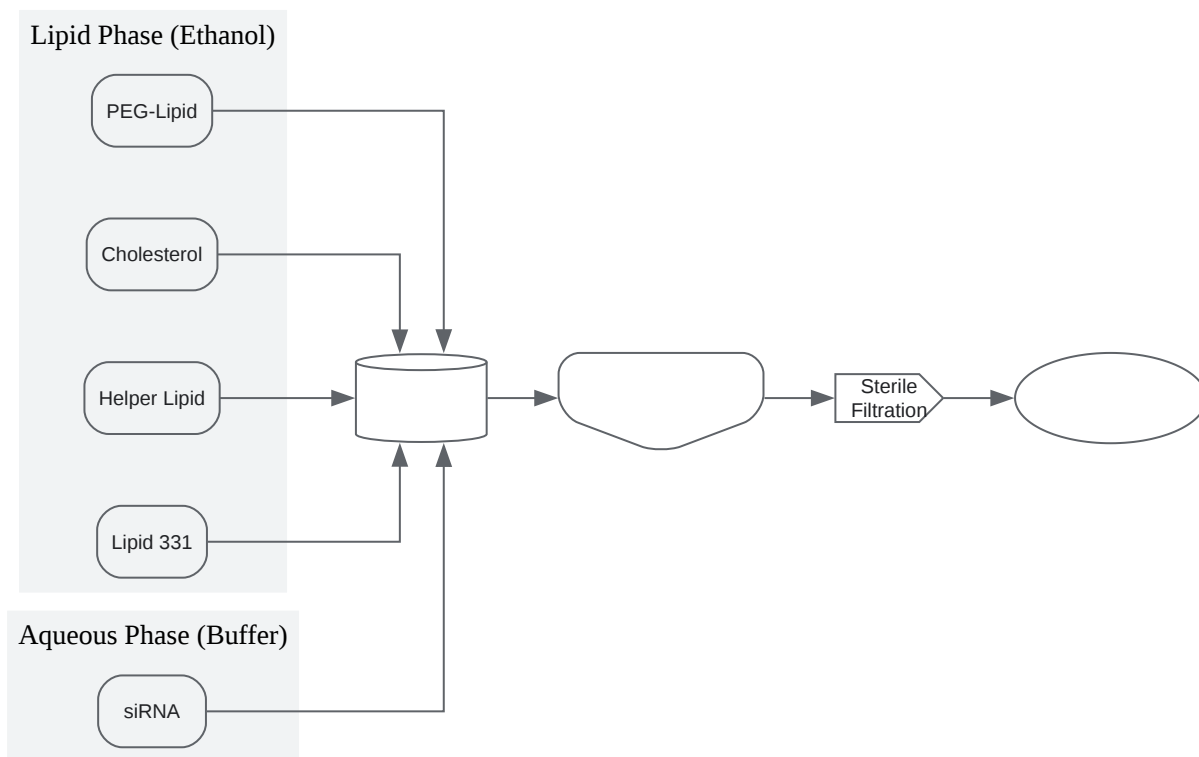 Lipid Phase (Ethanol)
PEG-Lipid
Cholesterol
Helper Lipid
Lipid 331
Aqueous Phase (Buffer)
siRNA
Sterile
Filtration